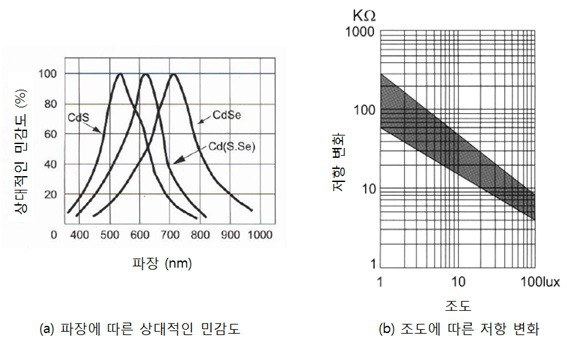 상대적인 민감도 (%)
100
80
60
40
20
CdS
CdSe
Cd(S.Se)
0
400
500
600
700
800
900
1000
파장 (nm)
(a) 파장에 따른 상대적인 민감도
KΩ
저항 변화
1000
100
10
1
1
10
100lux
조도
(b) 조도에 따른 저항 변화